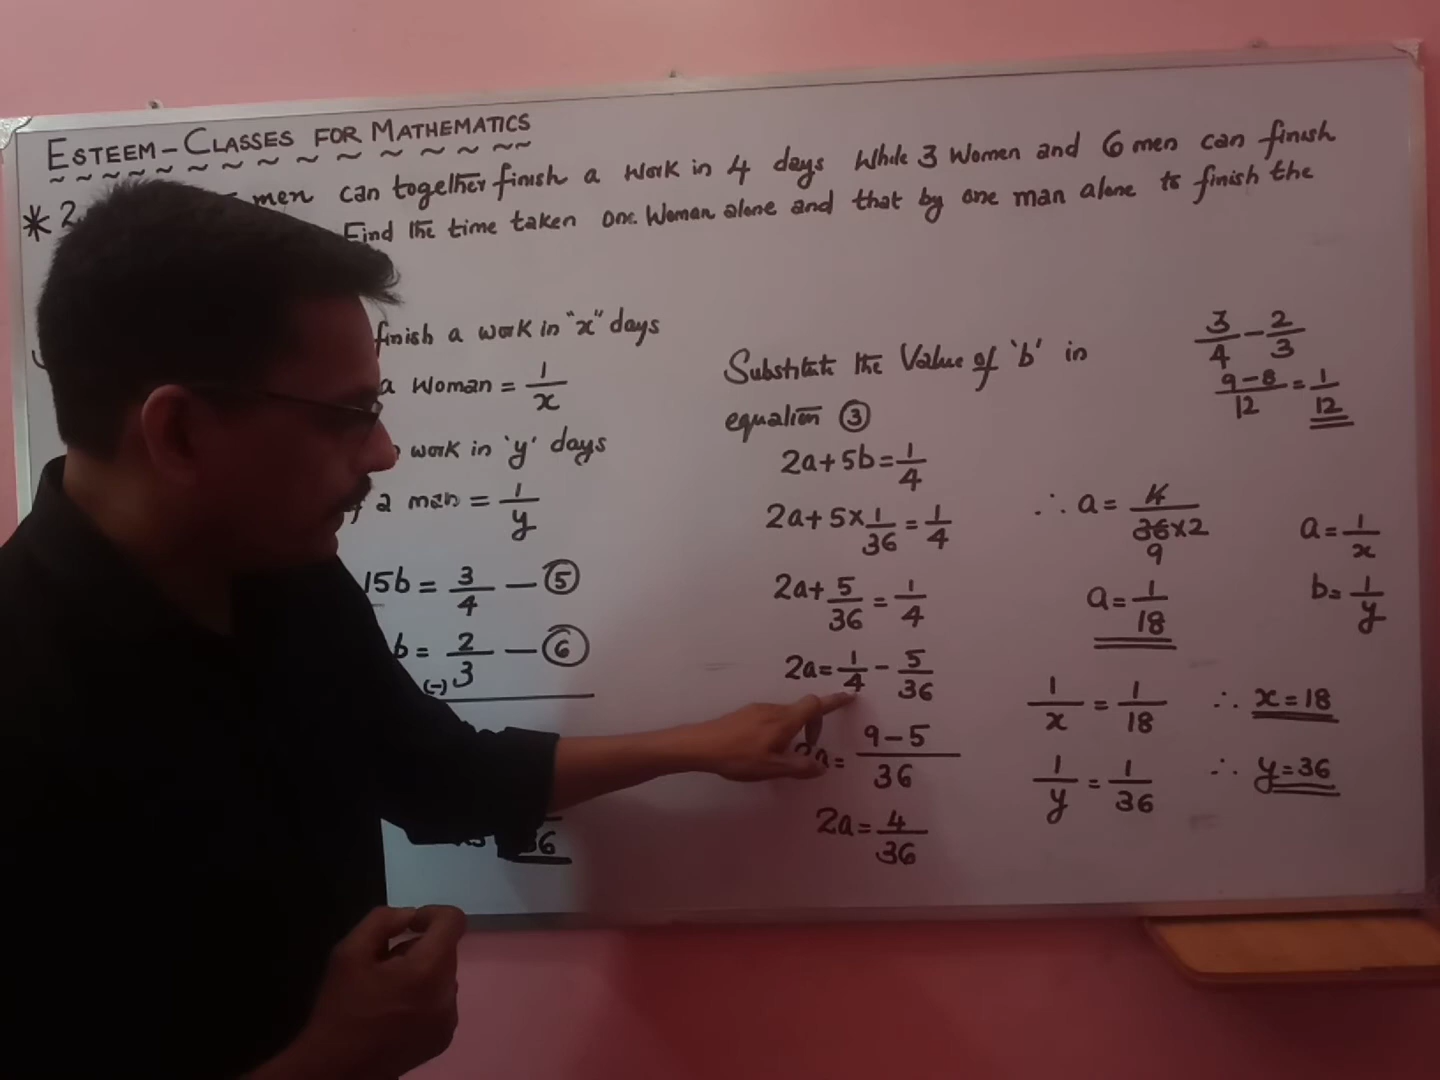 ESTEEM - CLASSES FOR MATHEMATICS
* 2 men can together finish a work in 4 days While 3 Women and 6 men can finish
Find the time taken one Woman alone and that by one man alone to finish the
finish a work in "x" days
a Woman = 1/x
work in 'y' days
a man = 1/y
15b = 3/4 — ⑤
b = 2/3 — ⑥
(-)
36
Substitute the Value of 'b' in
equation ③
2a+5b = 1/4
2a+5×1/36 = 1/4
2a+5/36 = 1/4
2a = 1/4 - 5/36
2a = 9-5/36
2a = 4/36
3/4 - 2/3
9-8/12 = 1/12
∴ a = 4/36×2
9
a = 1/18
a = 1/x
b = 1/y
1/x = 1/18 ∴ x = 18
1/y = 1/36 ∴ y = 36